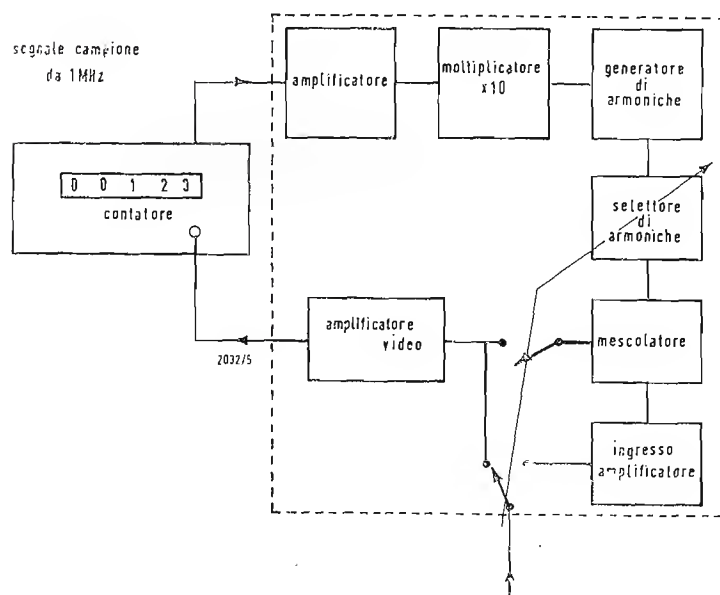 segnale campione
da 1MHz
amplificatore
moltiplicatore
x10
generatore
di
armoniche
0 0 1 2 3
contatore
selettore
di
armoniche
amplificatore
video
mescolatore
2032/5
ingresso
amplificatore